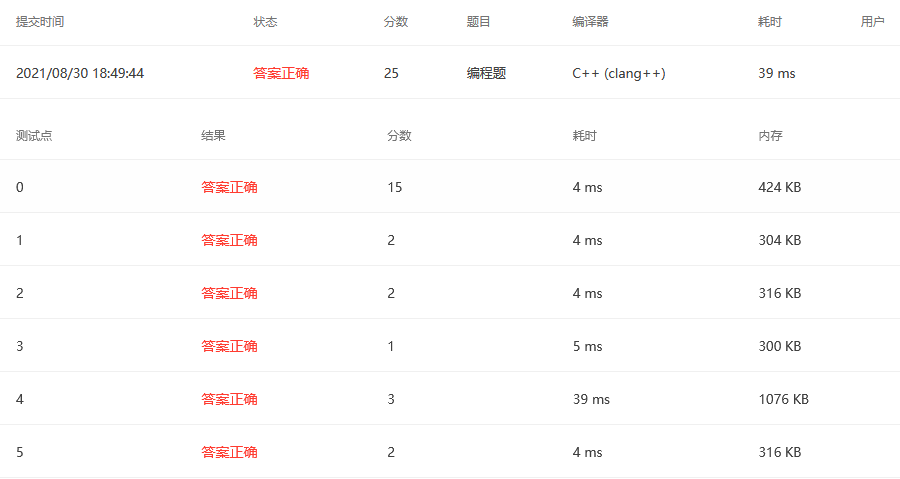 提交时间 状态 分数 题目 编译器 耗时 用户
2021/08/30 18:49:44 答案正确 25 编程题 C++ (clang++) 39 ms
测试点 结果 分数 耗时 内存
0 答案正确 15 4 ms 424 KB
1 答案正确 2 4 ms 304 KB
2 答案正确 2 4 ms 316 KB
3 答案正确 1 5 ms 300 KB
4 答案正确 3 39 ms 1076 KB
5 答案正确 2 4 ms 316 KB